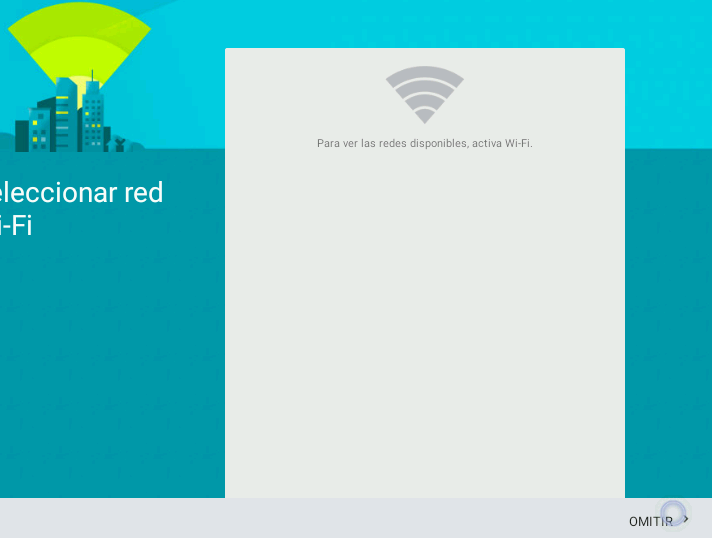 eleccionar red
i-Fi
Para ver las redes disponibles, activa Wi-Fi.
OMITIR